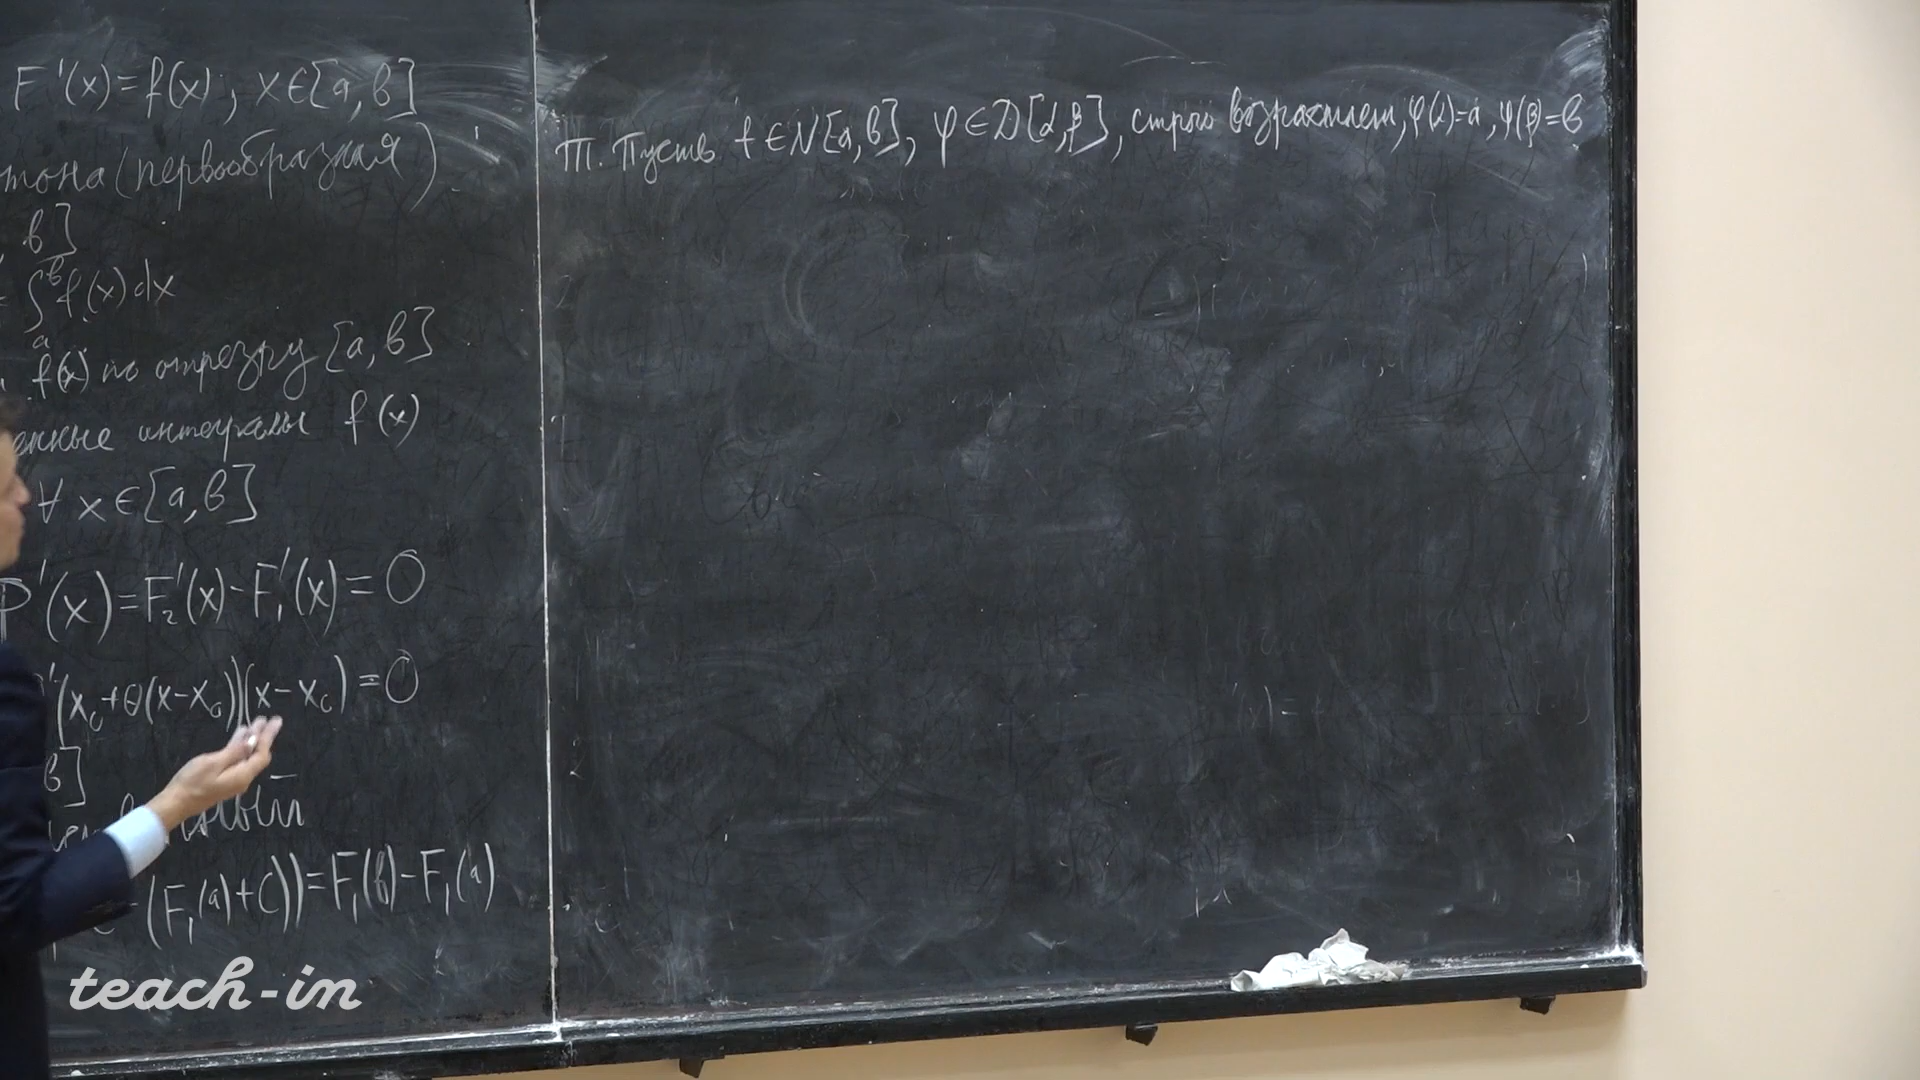 F'(x)=f(x), x∈[a,b]
тона (первообразная)
b]
= ∫ₐᵇ f(x)dx
f(x) по отрезку [a,b]
енные интегралы f(x)
∀ x∈[a,b]
P'(x)=F₂'(x)-F₁'(x)=0
'(x₀+θ(x-x₀))(x-x₀)=0
b]
(F₁(a)+C))=F₁(b)-F₁(a)
Т. Пусть f∈N[a,b], φ∈D[α,β], строго возрастает, φ(α)=a, φ(β)=b
teach-in